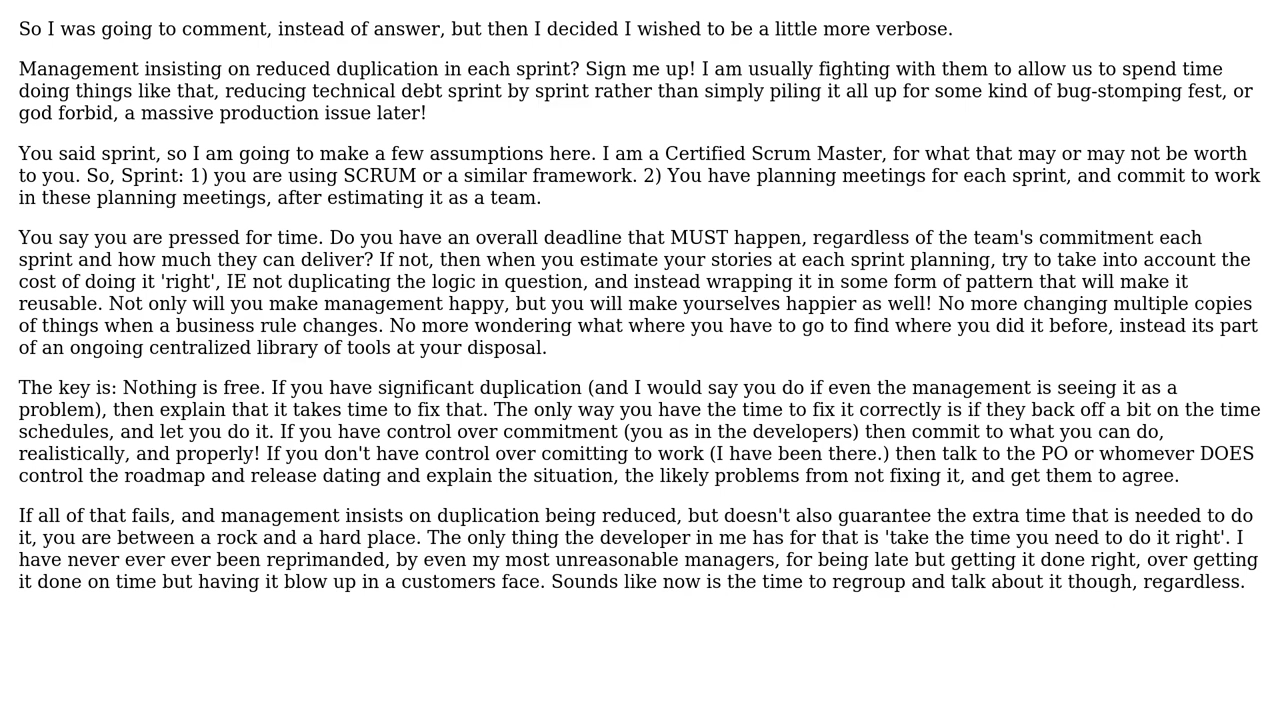 So I was going to comment, instead of answer, but then I decided I wished to be a little more verbose.
Management insisting on reduced duplication in each sprint? Sign me up! I am usually fighting with them to allow us to spend time
doing things like that, reducing technical debt sprint by sprint rather than simply piling it all up for some kind of bug-stomping fest, or
god forbid, a massive production issue later!
You said sprint, so I am going to make a few assumptions here. I am a Certified Scrum Master, for what that may or may not be worth
to you. So, Sprint: 1) you are using SCRUM or a similar framework. 2) You have planning meetings for each sprint, and commit to work
in these planning meetings, after estimating it as a team.
You say you are pressed for time. Do you have an overall deadline that MUST happen, regardless of the team's commitment each
sprint and how much they can deliver? If not, then when you estimate your stories at each sprint planning, try to take into account the
cost of doing it 'right', IE not duplicating the logic in question, and instead wrapping it in some form of pattern that will make it
reusable. Not only will you make management happy, but you will make yourselves happier as well! No more changing multiple copies
of things when a business rule changes. No more wondering what where you have to go to find where you did it before, instead its part
of an ongoing centralized library of tools at your disposal.
The key is: Nothing is free. If you have significant duplication (and I would say you do if even the management is seeing it as a
problem), then explain that it takes time to fix that. The only way you have the time to fix it correctly is if they back off a bit on the time
schedules, and let you do it. If you have control over commitment (you as in the developers) then commit to what you can do,
realistically, and properly! If you don't have control over comitting to work (I have been there.) then talk to the PO or whomever DOES
control the roadmap and release dating and explain the situation, the likely problems from not fixing it, and get them to agree.
If all of that fails, and management insists on duplication being reduced, but doesn't also guarantee the extra time that is needed to do
it, you are between a rock and a hard place. The only thing the developer in me has for that is 'take the time you need to do it right'. I
have never ever ever been reprimanded, by even my most unreasonable managers, for being late but getting it done right, over getting
it done on time but having it blow up in a customers face. Sounds like now is the time to regroup and talk about it though, regardless.